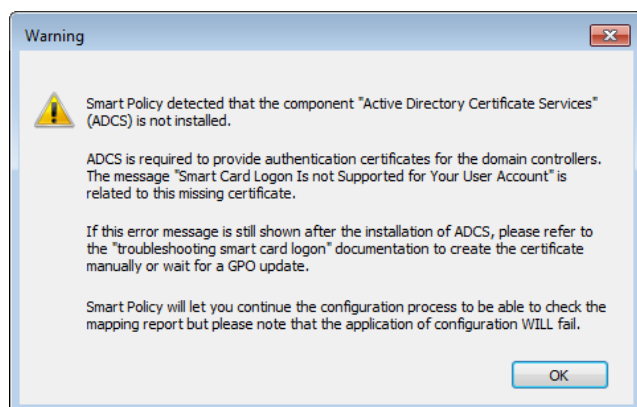 Warning
Smart Policy detected that the component "Active Directory Certificate Services"
(ADCS) is not installed.
ADCS is required to provide authentication certificates for the domain controllers.
The message "Smart Card Logon Is not Supported for Your User Account" is
related to this missing certificate.
If this error message is still shown after the installation of ADCS, please refer to
the "troubleshooting smart card logon" documentation to create the certificate
manually or wait for a GPO update.
Smart Policy will let you continue the configuration process to be able to check the
mapping report but please note that the application of configuration WILL fail.
OK